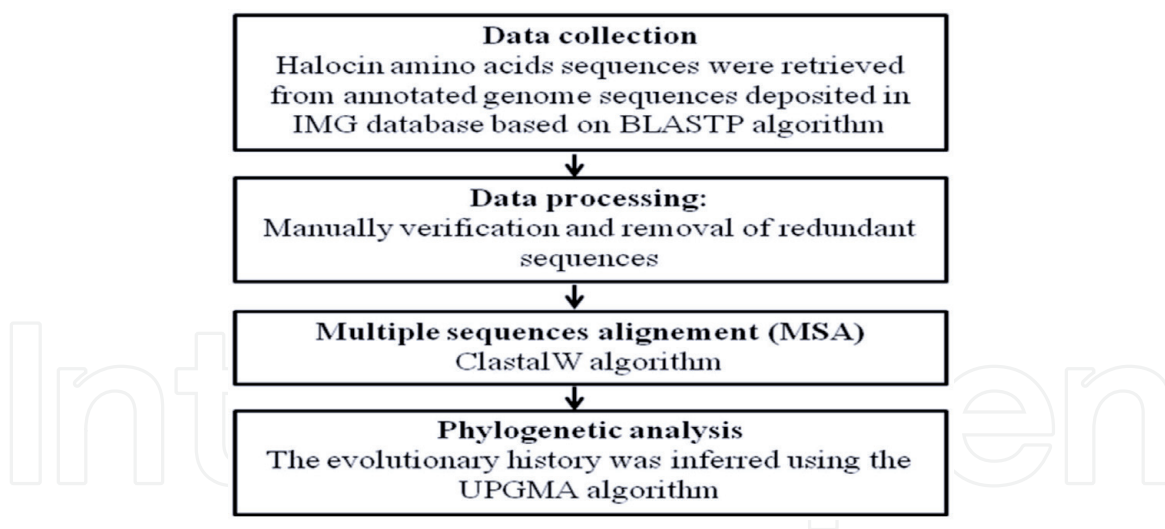 Data collection
Halocin amino acids sequences were retrieved
from annotated genome sequences deposited in
IMG database based on BLASTP algorithm
Data processing:
Manually verification and removal of redundant
sequences
Multiple sequences alignement (MSA)
ClastalW algorithm
Phylogenetic analysis
The evolutionary history was inferred using the
UPGMA algorithm